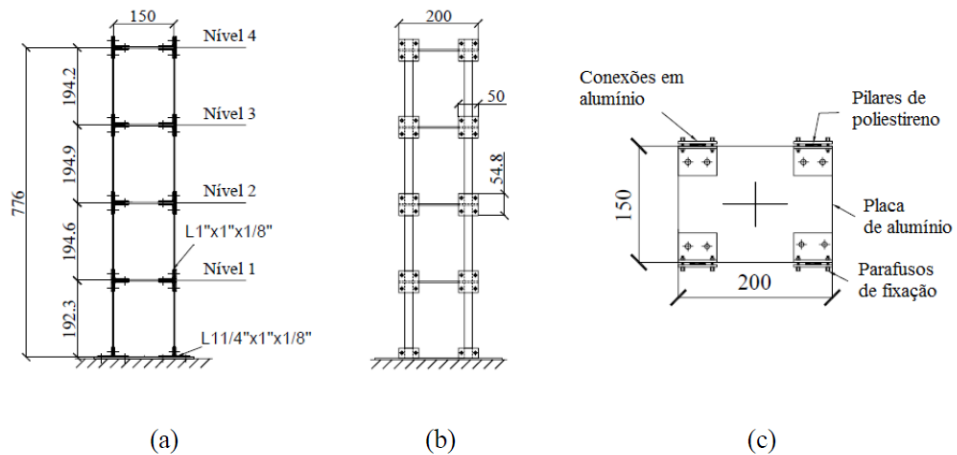 150
Nível 4
194.2
Nível 3
194.9
776
Nível 2
194.6
L1"x1"x1/8"
Nível 1
192.3
L11/4"x1"x1/8"
(a)
200
50
54.8
(b)
Conexões em
alumínio
Pilares de
poliestireno
150
Placa
de alumínio
Parafusos
de fixação
200
(c)